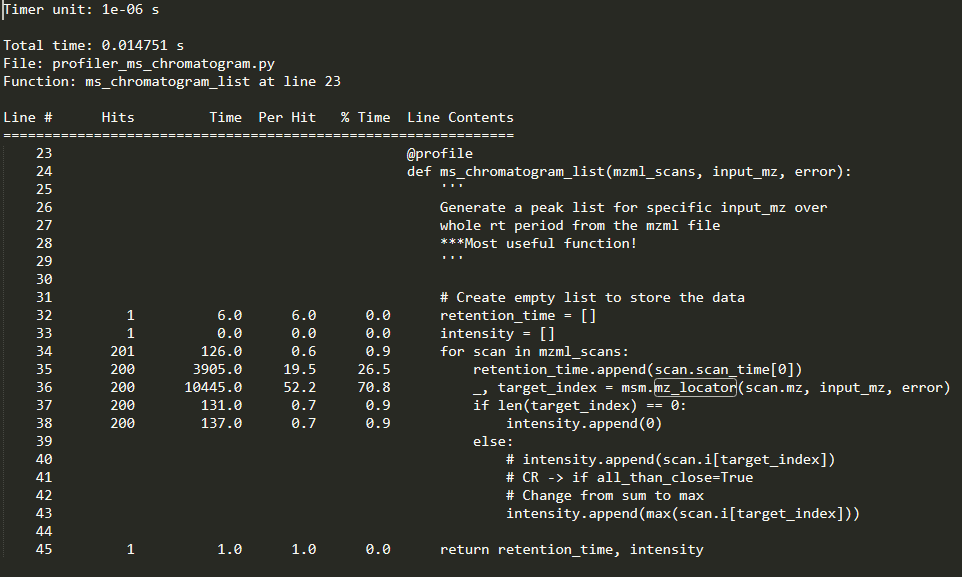 Timer unit: 1e-06 s

Total time: 0.014751 s
File: profiler_ms_chromatogram.py
Function: ms_chromatogram_list at line 23

Line #      Hits         Time  Per Hit   % Time  Line Contents
==============================================================
    23                                           @profile
    24                                           def ms_chromatogram_list(mzml_scans, input_mz, error):
    25                                               '''
    26                                               Generate a peak list for specific input_mz over
    27                                               whole rt period from the mzml file
    28                                               ***Most useful function!
    29                                               '''
    30
    31                                               # Create empty list to store the data
    32         1          6.0      6.0      0.0      retention_time = []
    33         1          0.0      0.0      0.0      intensity = []
    34       201        126.0      0.6      0.9      for scan in mzml_scans:
    35       200       3905.0     19.5     26.5          retention_time.append(scan.scan_time[0])
    36       200      10445.0     52.2     70.8          _, target_index = msm.mz_locator(scan.mz, input_mz, error)
    37       200        131.0      0.7      0.9          if len(target_index) == 0:
    38       200        137.0      0.7      0.9              intensity.append(0)
    39                                                   else:
    40                                                       # intensity.append(scan.i[target_index])
    41                                                       # CR -> if all_than_close=True
    42                                                       # Change from sum to max
    43                                                       intensity.append(max(scan.i[target_index]))
    44
    45         1          1.0      1.0      0.0      return retention_time, intensity